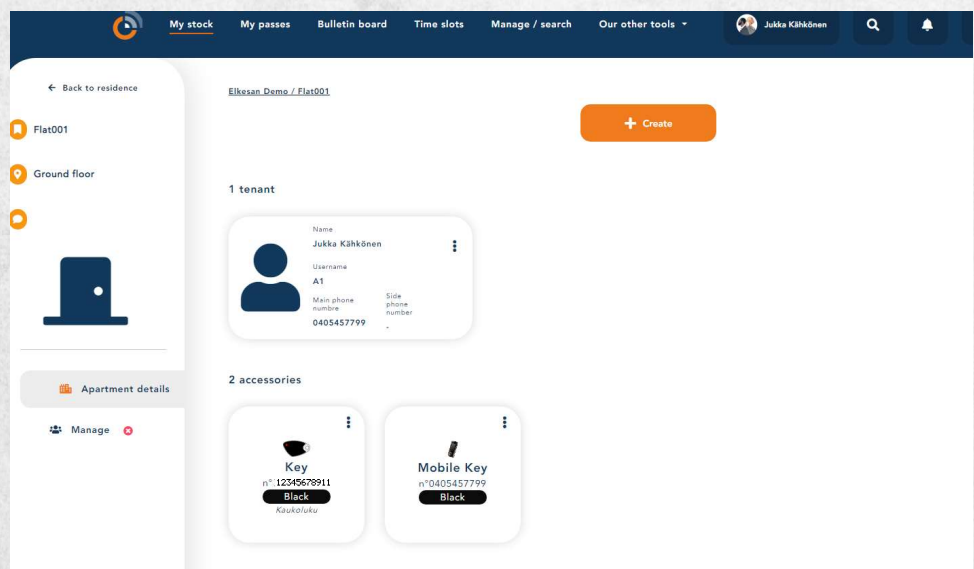 My stock My passes Bulletin board Time slots Manage / search Our other tools Jukka Kähkönen
Back to residence
Flat001
Ground floor
Apartment details
Manage
Elkesan Demo / Flat001
Create
1 tenant
Name
Jukka Kähkönen
Username
A1
Main phone
numbre
0405457799
Side
phone
number
-
2 accessories
Key
n°.12345678911
Black
Kaukoluku
Mobile Key
n°0405457799
Black